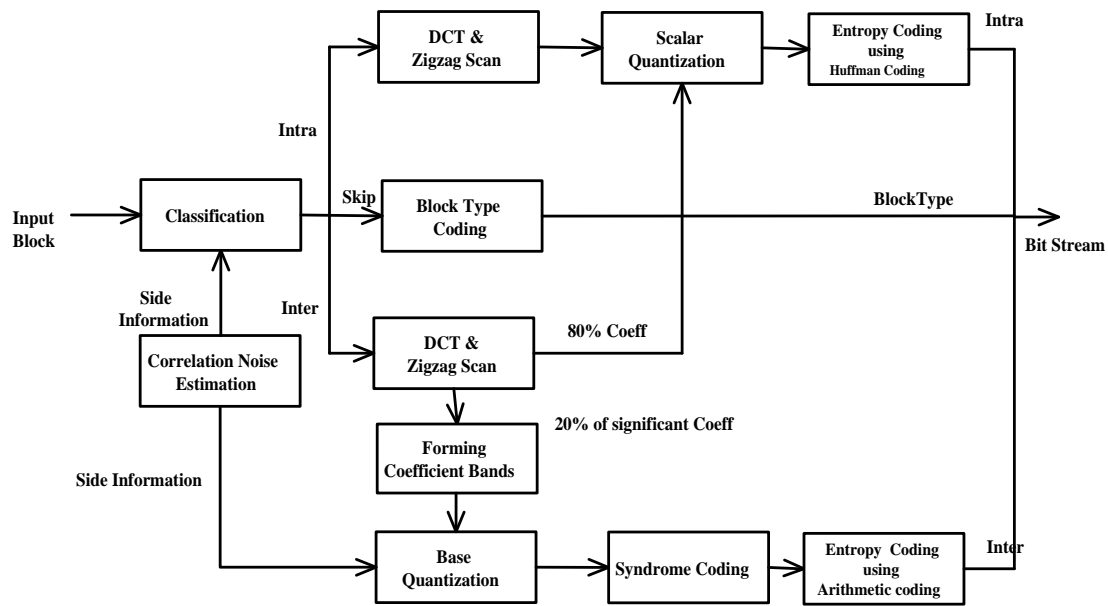 DCT &
Zigzag Scan
Scalar
Quantization
Entropy Coding
using
Huffman Coding
Intra
Intra
Input
Block
Classification
Skip
Block Type
Coding
BlockType
Bit Stream
Side
Information
Inter
Correlation Noise
Estimation
DCT &
Zigzag Scan
80% Coeff
20% of significant Coeff
Forming
Coefficient Bands
Side Information
Base
Quantization
Syndrome Coding
Entropy Coding
using
Arithmetic coding
Inter